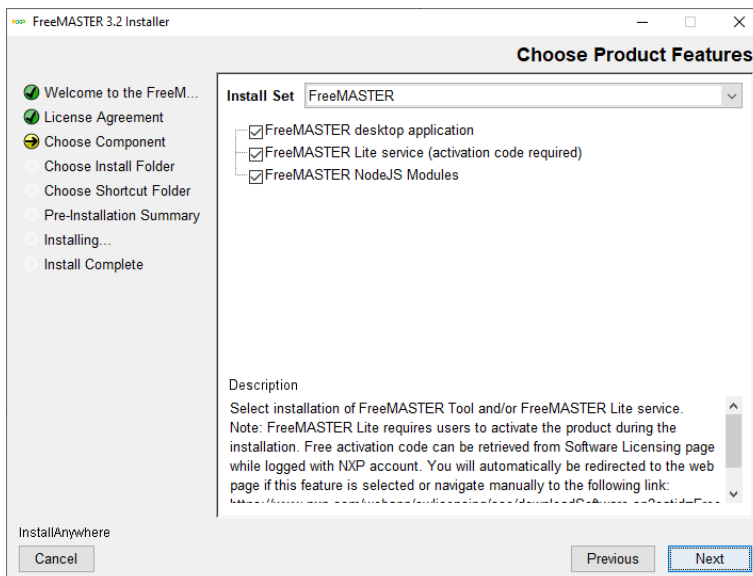 FreeMASTER 3.2 Installer
Choose Product Features
Welcome to the FreeM...
License Agreement
Choose Component
Choose Install Folder
Choose Shortcut Folder
Pre-Installation Summary
Installing...
Install Complete
Install Set FreeMASTER
FreeMASTER desktop application
FreeMASTER Lite service (activation code required)
FreeMASTER NodeJS Modules
Description
Select installation of FreeMASTER Tool and/or FreeMASTER Lite service.
Note: FreeMASTER Lite requires users to activate the product during the
installation. Free activation code can be retrieved from Software Licensing page
while logged with NXP account. You will automatically be redirected to the web
page if this feature is selected or navigate manually to the following link:
InstallAnywhere
Cancel
Previous
Next